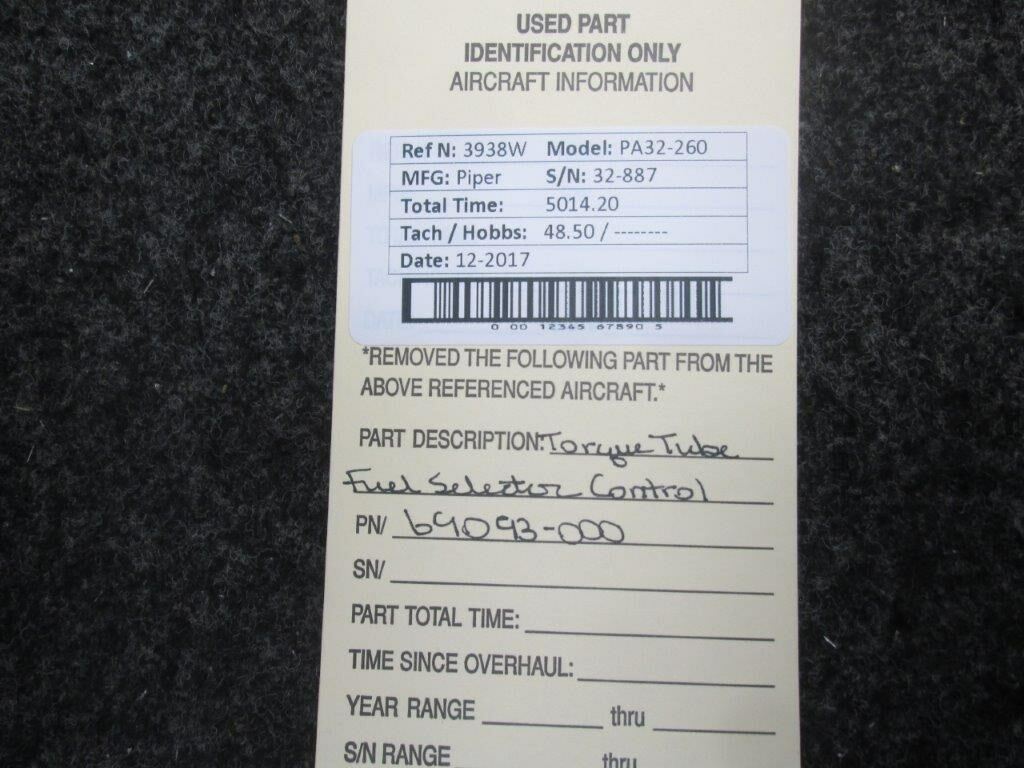 USED PART
IDENTIFICATION ONLY
AIRCRAFT INFORMATION
Ref N: 3938W Model: PA32-260
MFG: Piper S/N: 32-887
Total Time: 5014.20
Tach / Hobbs: 48.50 / --------
Date: 12-2017
0 00 12345 67890 5
*REMOVED THE FOLLOWING PART FROM THE
ABOVE REFERENCED AIRCRAFT.*
PART DESCRIPTION: Torque Tube
Fuel Selector Control
PN/ 69093-000
SN/
PART TOTAL TIME:
TIME SINCE OVERHAUL:
YEAR RANGE thru
S/N RANGE thru